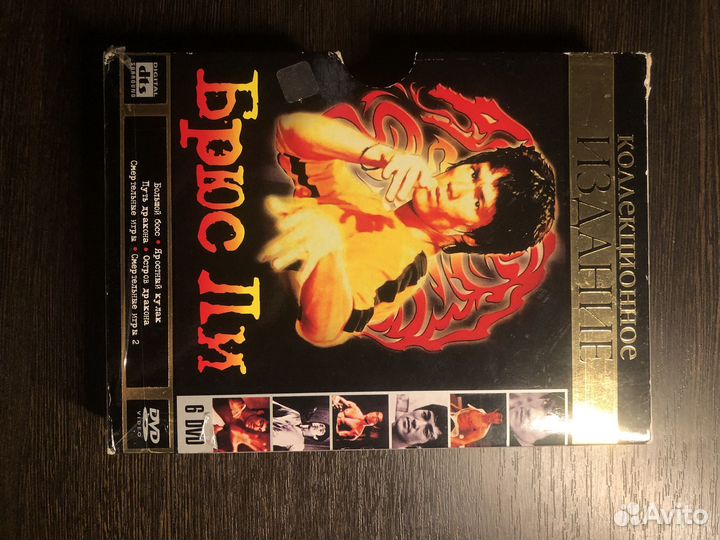 КОЛЛЕКЦИОННОЕ
ИЗДАНИЕ
Брюс Ли
6 DVD
DIGITAL
dts
SURROUND
Большой босс • Яростный кулак
Путь дракона • Остров дракона
Смертельные игры • Смертельные игры 2
DVD
VIDEO
Avito